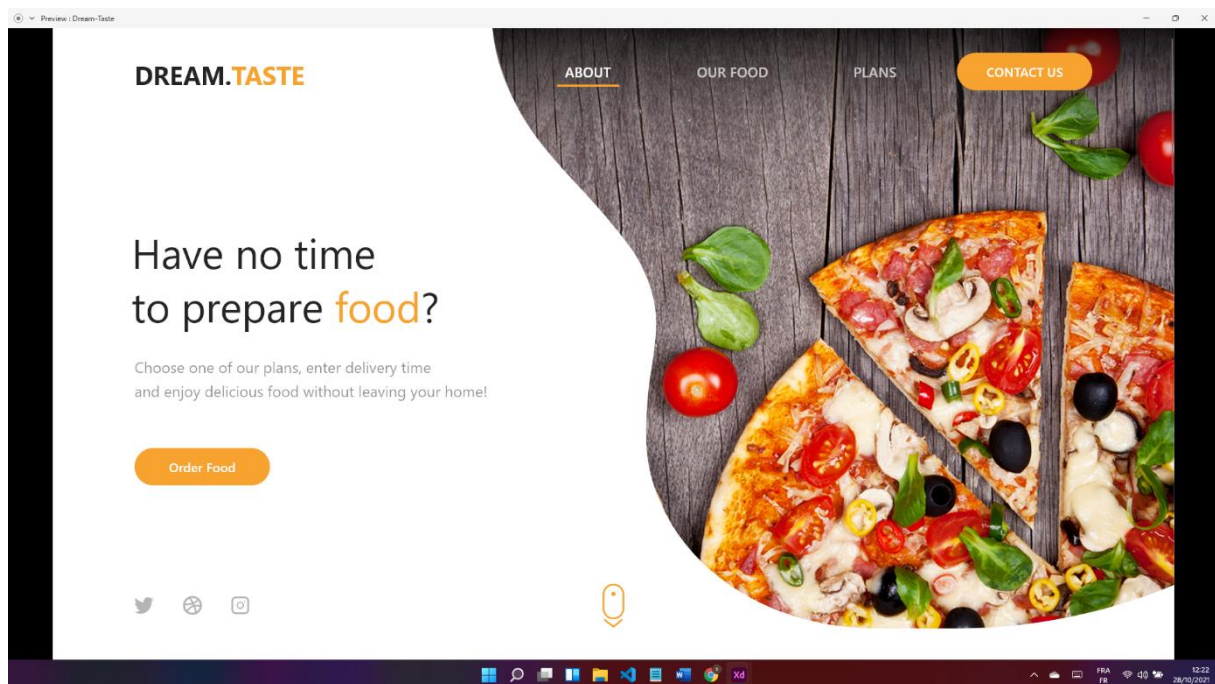 Preview : Dream-Taste
DREAM.TASTE
ABOUT
OUR FOOD
PLANS
CONTACT US
Have no time
to prepare food?
Choose one of our plans, enter delivery time
and enjoy delicious food without leaving your home!
Order Food
Xd
FRA
FR
12:22
28/10/2021